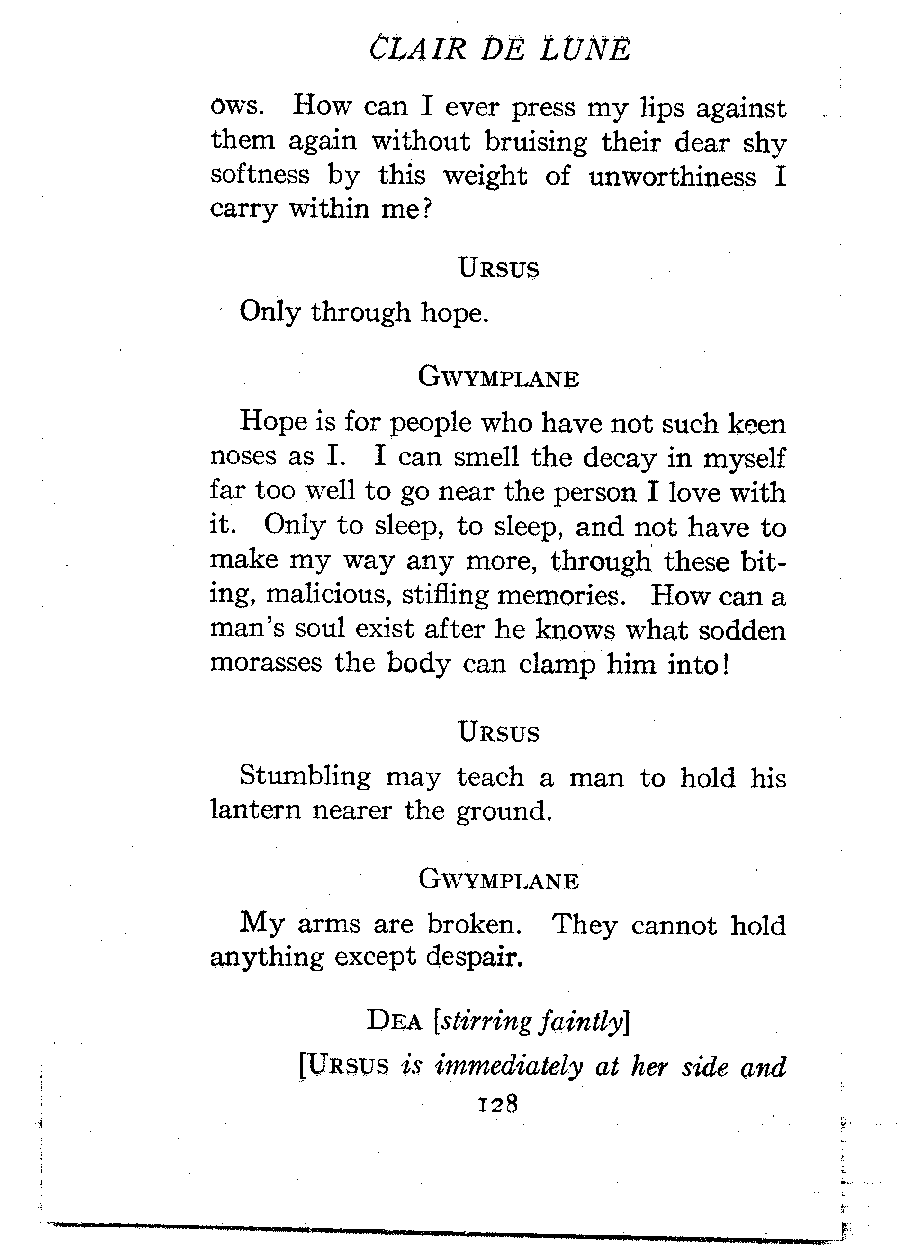 CLAIR DE LUNE
ows. How can I ever press my lips against
them again without bruising their dear shy
softness by this weight of unworthiness I
carry within me?
URSUS
Only through hope.
GWYMPLANE
Hope is for people who have not such keen
noses as I. I can smell the decay in myself
far too well to go near the person I love with
it. Only to sleep, to sleep, and not have to
make my way any more, through these bit-
ing, malicious, stifling memories. How can a
man's soul exist after he knows what sodden
morasses the body can clamp him into!
URSUS
Stumbling may teach a man to hold his
lantern nearer the ground.
GWYMPLANE
My arms are broken. They cannot hold
anything except despair.
DEA [stirring faintly]
[URSUS is immediately at her side and
128